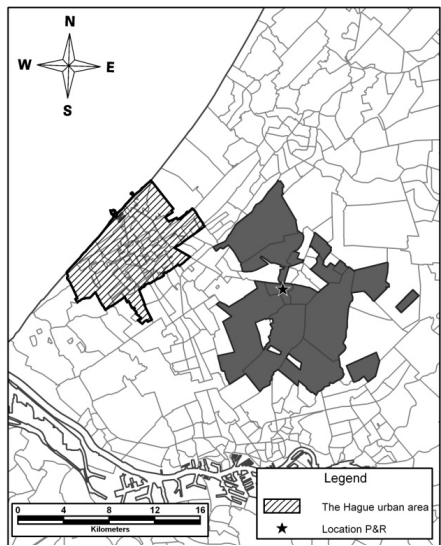 N
W E
S
Legend
The Hague urban area
Location P&R
0 4 8 12 16
Kilometers